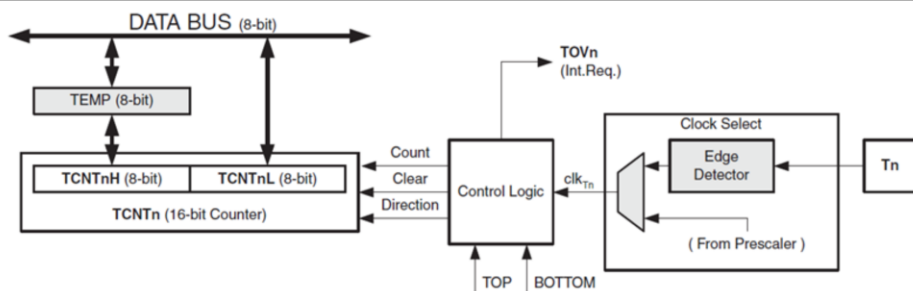 DATA BUS (8-bit)
TOVn
(Int.Req.)
TEMP (8-bit)
Clock Select
Count
Edge
Detector
Tn
TCNTnH (8-bit) TCNTnL (8-bit)
Clear
Control Logic
clkTn
TCNTn (16-bit Counter)
Direction
( From Prescaler )
TOP BOTTOM